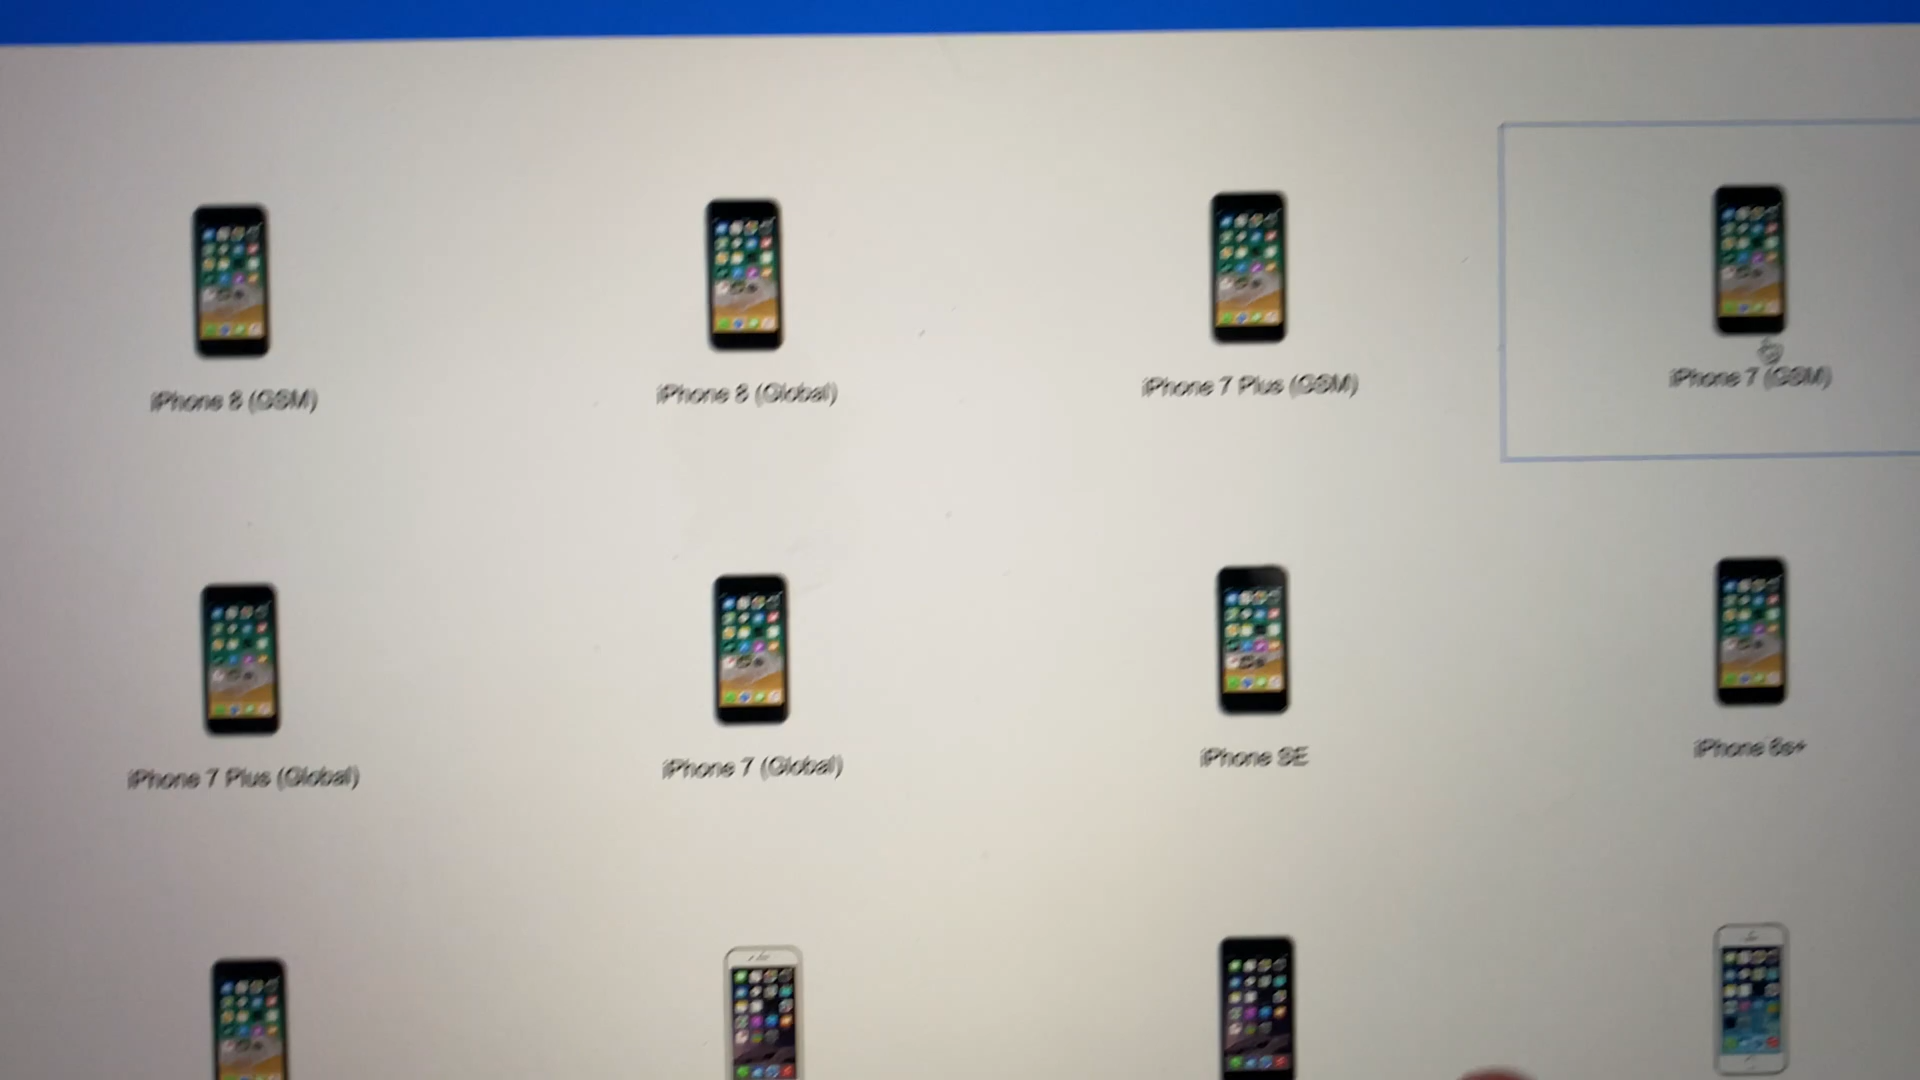 iPhone 8 (GSM)
iPhone 8 (Global)
iPhone 7 Plus (GSM)
iPhone 7 (GSM)
iPhone 7 Plus (Global)
iPhone 7 (Global)
iPhone SE
iPhone 6s+